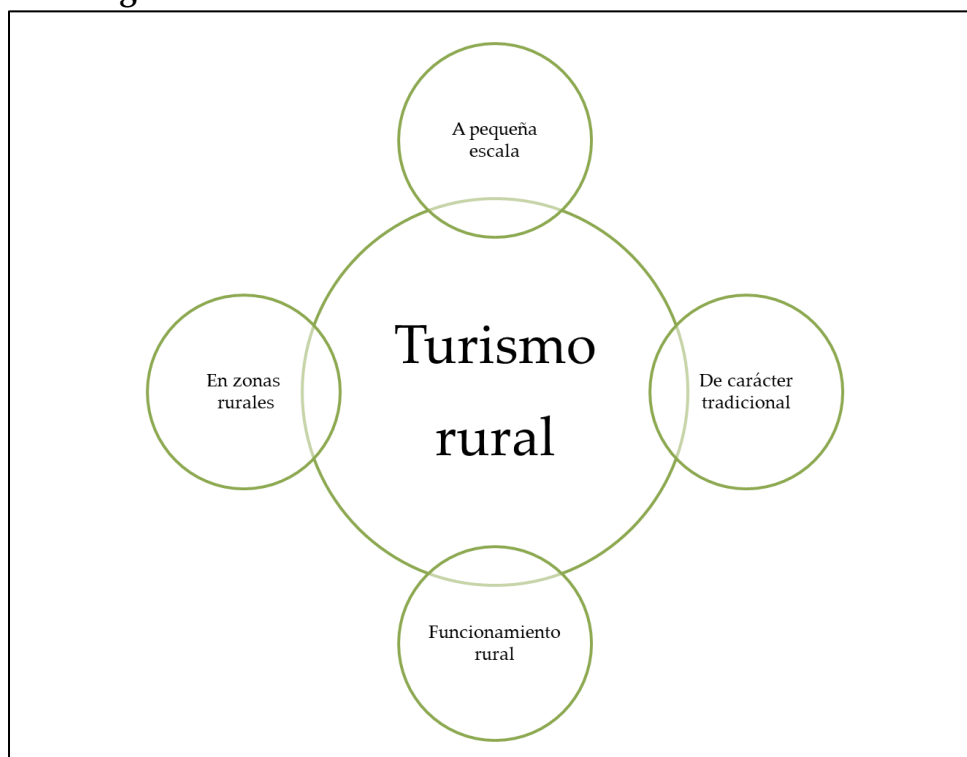 A pequeña
escala
Turismo
rural
En zonas
rurales
De carácter
tradicional
Funcionamiento
rural